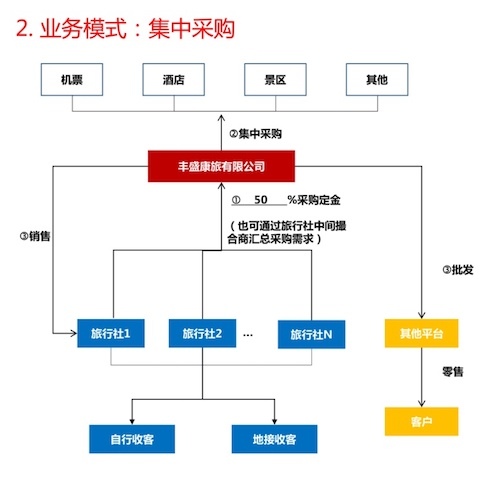 2. 业务模式：集中采购
机票
酒店
景区
其他
②集中采购
丰盛康旅有限公司
① 50 %采购定金
（也可通过旅行社中间撮
合商汇总采购需求）
③销售
③批发
旅行社1
旅行社2
...
旅行社N
其他平台
零售
自行收客
地接收客
客户